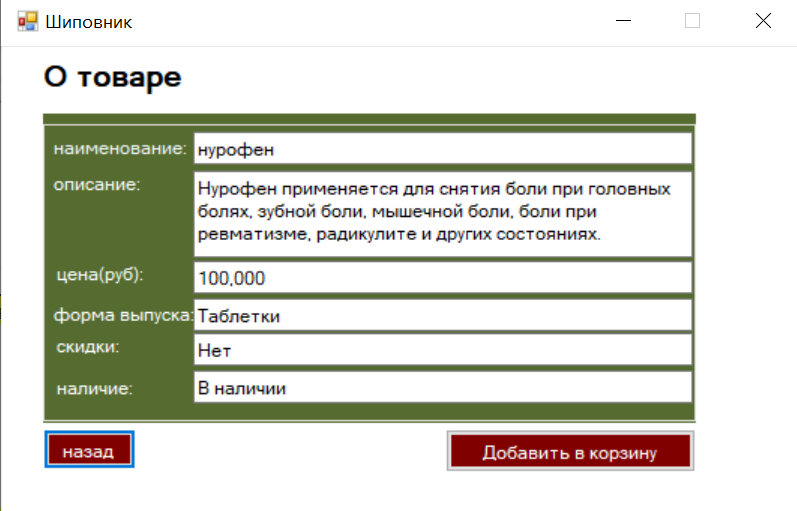 Шиповник
О товаре
наименование: нурофен
описание: Нурофен применяется для снятия боли при головных
болях, зубной боли, мышечной боли, боли при
ревматизме, радикулите и других состояниях.
цена(руб): 100,000
форма выпуска: Таблетки
скидки: Нет
наличие: В наличии
назад Добавить в корзину